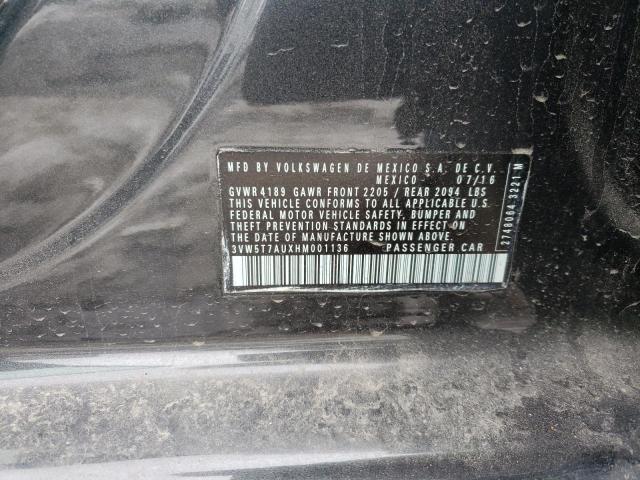 MFD BY VOLKSWAGEN DE MEXICO S.A. DE C.V.
MEXICO - 07/16
GVWR 4189 GAWR FRONT 2205 / REAR 2094 LBS
THIS VEHICLE CONFORMS TO ALL APPLICABLE U.S.
FEDERAL MOTOR VEHICLE SAFETY, BUMPER AND
THEFT PREVENTION STANDARDS IN EFFECT ON
THE DATE OF MANUFACTURE SHOWN ABOVE.
3VW5T7AUXHM001136 PASSENGER CAR
2748064 3221 M